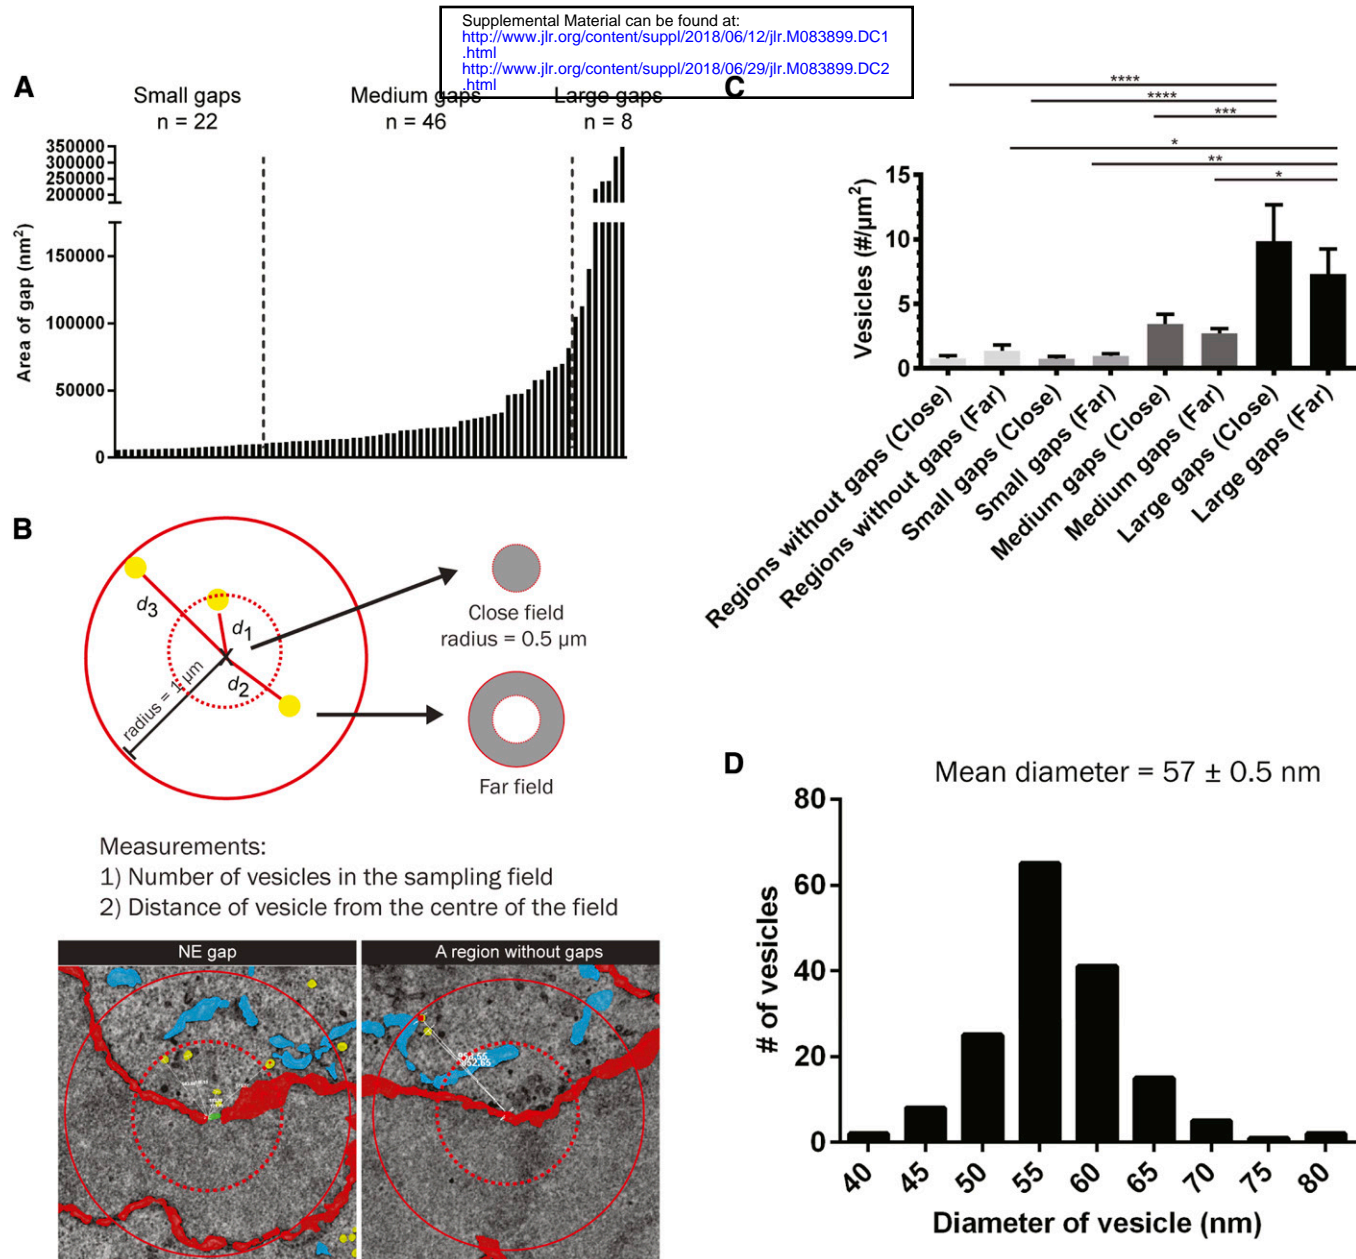 Supplemental Material can be found at:
http://www.jlr.org/content/suppl/2018/06/12/jlr.M083899.DC1
.html
http://www.jlr.org/content/suppl/2018/06/29/jlr.M083899.DC2
.html
A
Small gaps
n = 22
Medium gaps
n = 46
Large gaps
n = 8
Area of gap (nm²)
350000
300000
250000
200000
150000
100000
50000
0
B
d3
d1
d2
X
radius = 1 µm
Close field
radius = 0.5 µm
Far field
Measurements:
1) Number of vesicles in the sampling field
2) Distance of vesicle from the centre of the field
NE gap
A region without gaps
C
****
****
***
*
**
*
Vesicles (#/µm²)
15
10
5
0
Regions without gaps (Close)
Regions without gaps (Far)
Small gaps (Close)
Small gaps (Far)
Medium gaps (Close)
Medium gaps (Far)
Large gaps (Close)
Large gaps (Far)
D
Mean diameter = 57 ± 0.5 nm
# of vesicles
80
60
40
20
0
40
45
50
55
60
65
70
75
80
Diameter of vesicle (nm)